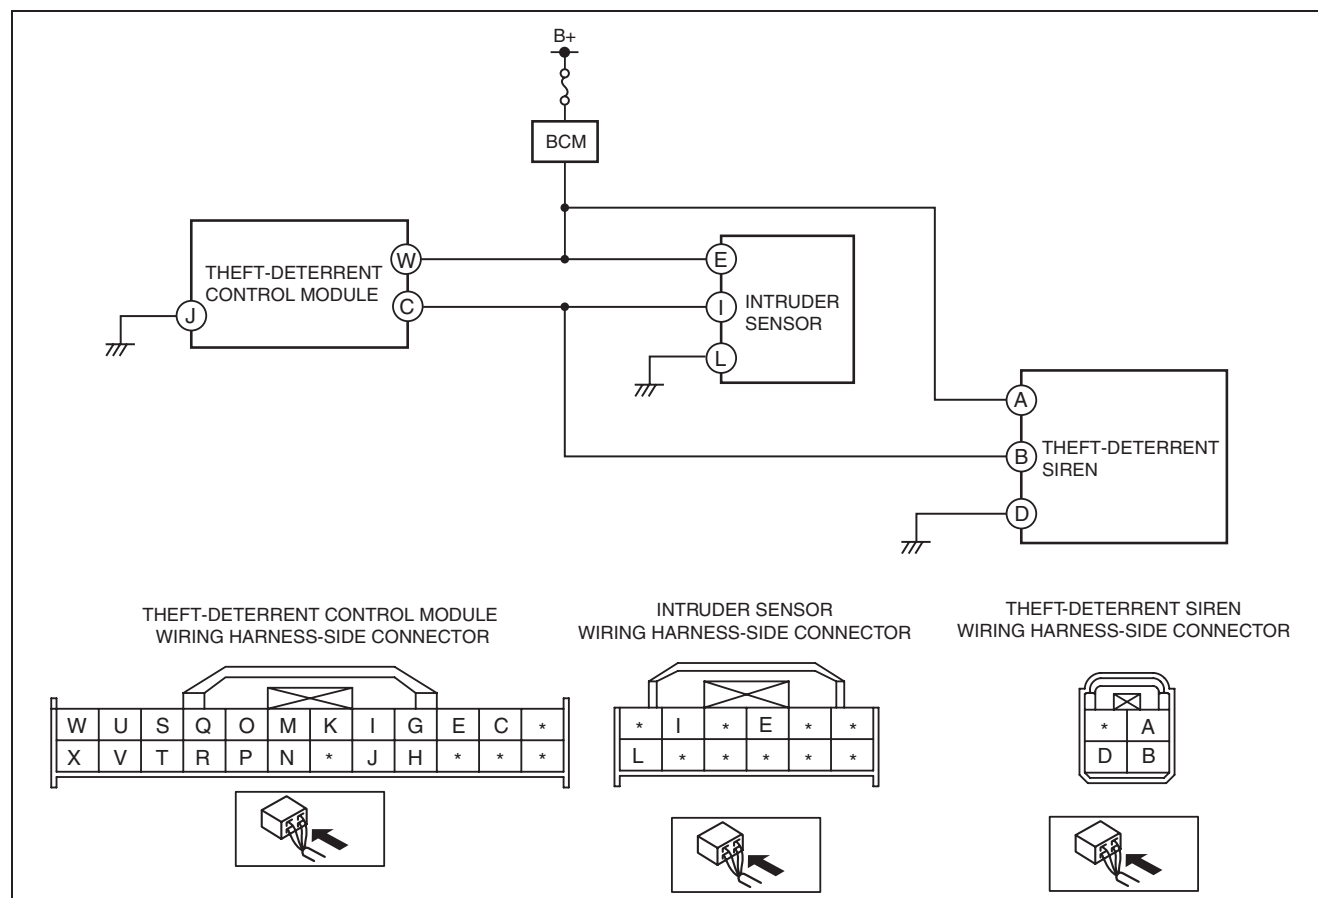 B+
BCM
THEFT-DETERRENT
CONTROL MODULE
W
C
J
E
I
L
INTRUDER
SENSOR
A
B
D
THEFT-DETERRENT
SIREN
THEFT-DETERRENT CONTROL MODULE
WIRING HARNESS-SIDE CONNECTOR
W U S Q O M K I G E C *
X V T R P N * J H * * *
INTRUDER SENSOR
WIRING HARNESS-SIDE CONNECTOR
* I * E * *
L * * * * *
THEFT-DETERRENT SIREN
WIRING HARNESS-SIDE CONNECTOR
* A
D B